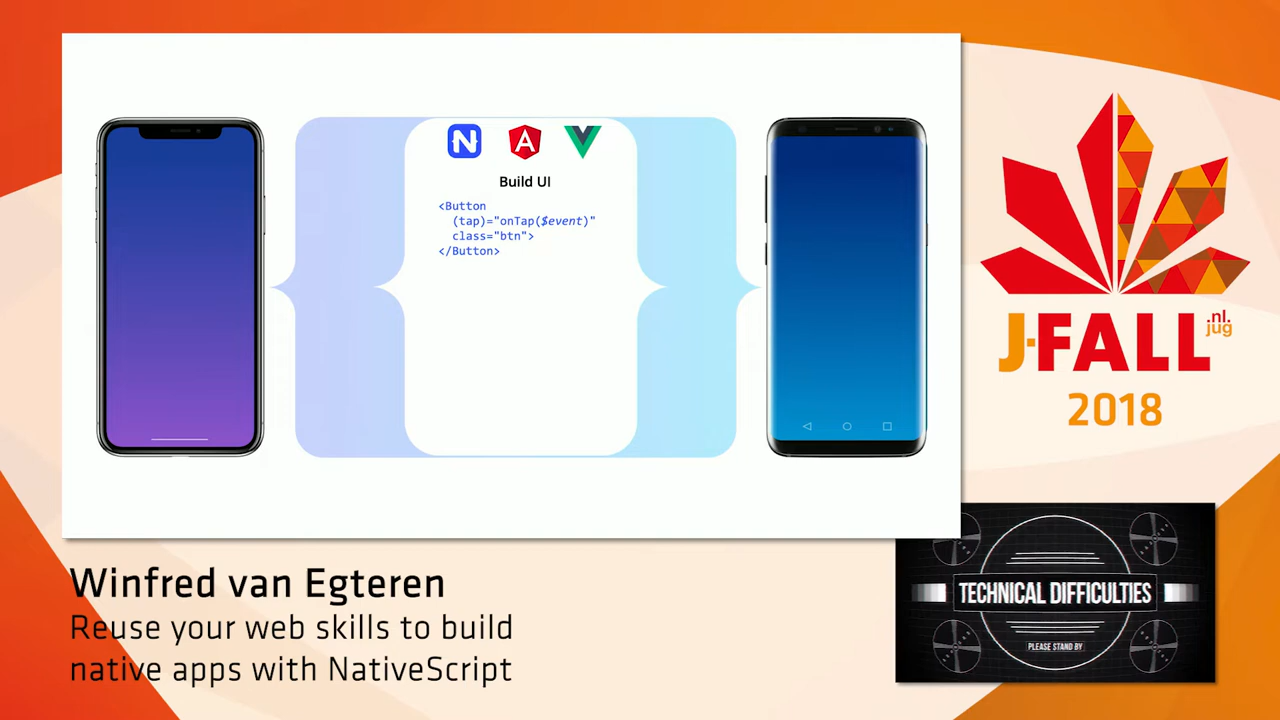 N
A
Build UI
<Button
(tap)="onTap($event)"
class="btn">
</Button>
J-FALL
nl.
jug
2018
TECHNICAL DIFFICULTIES
PLEASE STAND BY
Winfred van Egteren
Reuse your web skills to build
native apps with NativeScript